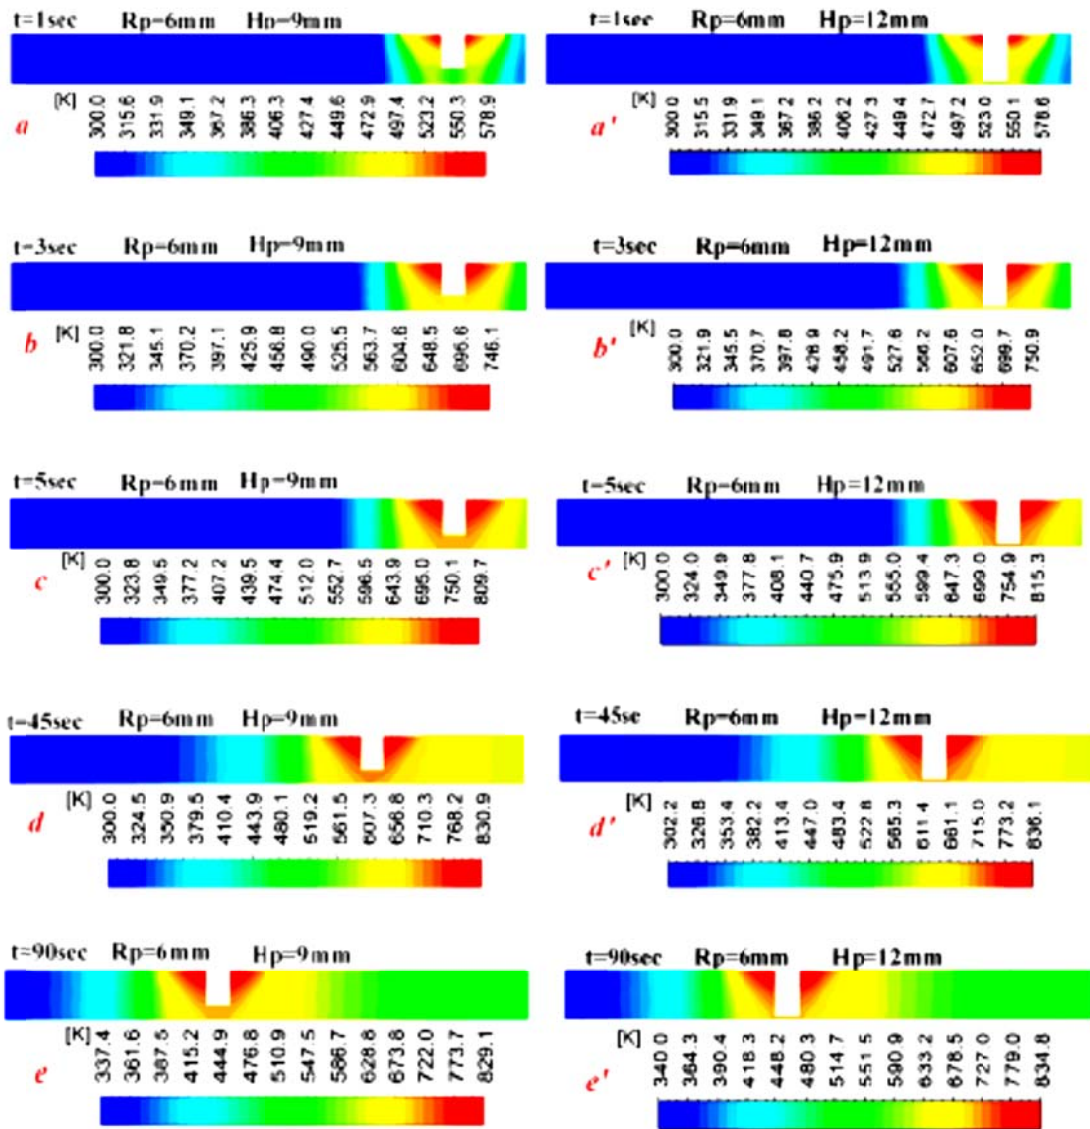 t=1sec Rp=6mm Hp=9mm
[K] 300.0 315.6 331.9 349.1 367.2 386.3 406.3 427.4 449.6 472.9 497.4 523.2 550.3 578.9
a
t=1sec Rp=6mm Hp=12mm
[K] 300.0 315.5 331.9 349.1 367.2 386.2 406.2 427.3 449.4 472.7 497.2 523.0 550.1 578.6
a'
t=3sec Rp=6mm Hp=9mm
[K] 300.0 321.8 345.1 370.2 397.1 425.9 456.8 490.0 525.5 563.7 604.6 648.5 695.6 746.1
b
t=3sec Rp=6mm Hp=12mm
[K] 300.0 321.9 345.5 370.7 397.8 426.9 458.2 491.7 527.6 566.2 607.6 652.0 699.7 750.9
b'
t=5sec Rp=6mm Hp=9mm
[K] 300.0 323.8 349.5 377.2 407.2 439.5 474.4 512.0 552.7 596.5 643.9 695.0 750.1 809.7
c
t=5sec Rp=6mm Hp=12mm
[K] 300.0 324.0 349.9 377.8 408.1 440.7 475.9 513.9 555.0 599.4 647.3 699.0 754.9 815.3
c'
t=45sec Rp=6mm Hp=9mm
[K] 300.0 324.5 350.9 379.5 410.4 443.9 480.1 519.2 561.5 607.3 656.8 710.3 768.2 830.9
d
t=45se Rp=6mm Hp=12mm
[K] 302.2 326.8 353.4 382.2 413.4 447.0 483.4 522.8 565.3 611.4 661.1 715.0 773.2 836.1
d'
t=90sec Rp=6mm Hp=9mm
[K] 337.4 361.6 387.5 415.2 444.9 476.8 510.9 547.5 586.7 628.8 673.8 722.0 773.7 829.1
e
t=90sec Rp=6mm Hp=12mm
[K] 340.0 364.3 390.4 418.3 448.2 480.3 514.7 551.5 590.9 633.2 678.5 727.0 779.0 834.8
e'